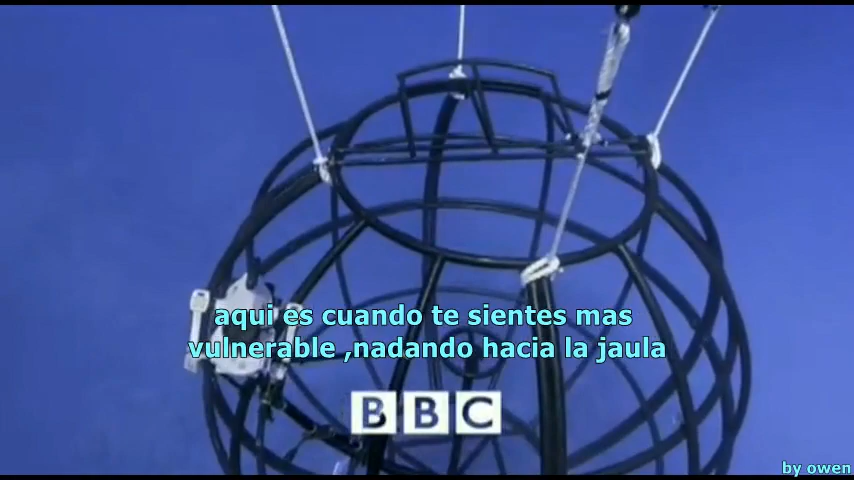 aqui es cuando te sientes mas
vulnerable ,nadando hacia la jaula
BBC
by owen